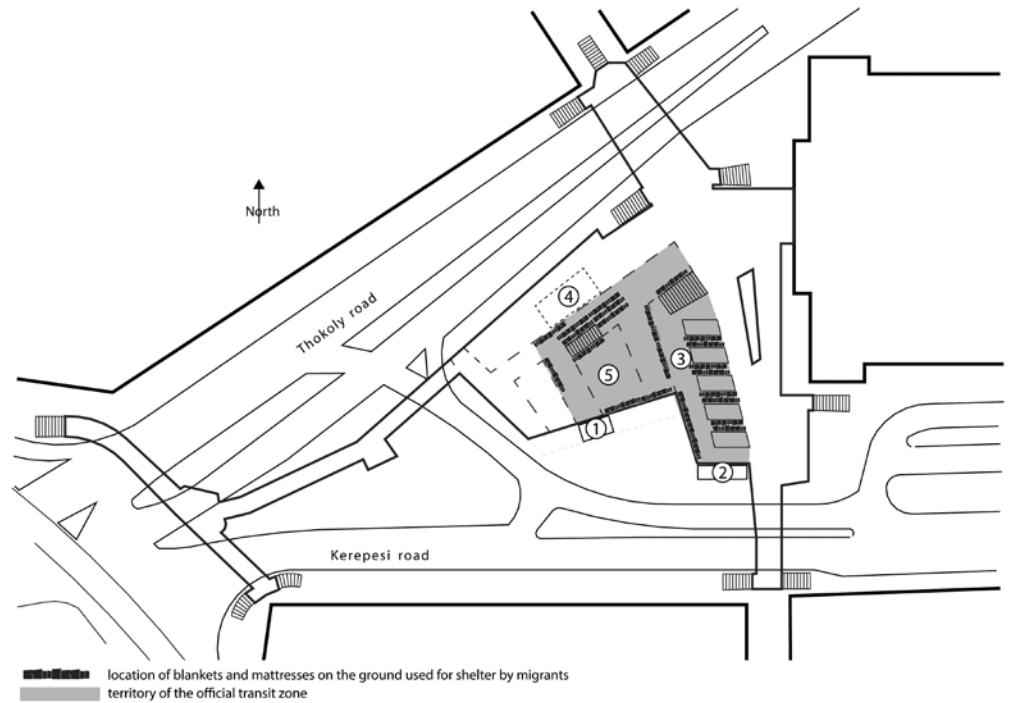 North
Thokoly road
4
3
5
1
2
Kerepesi road
location of blankets and mattresses on the ground used for shelter by migrants
territory of the official transit zone